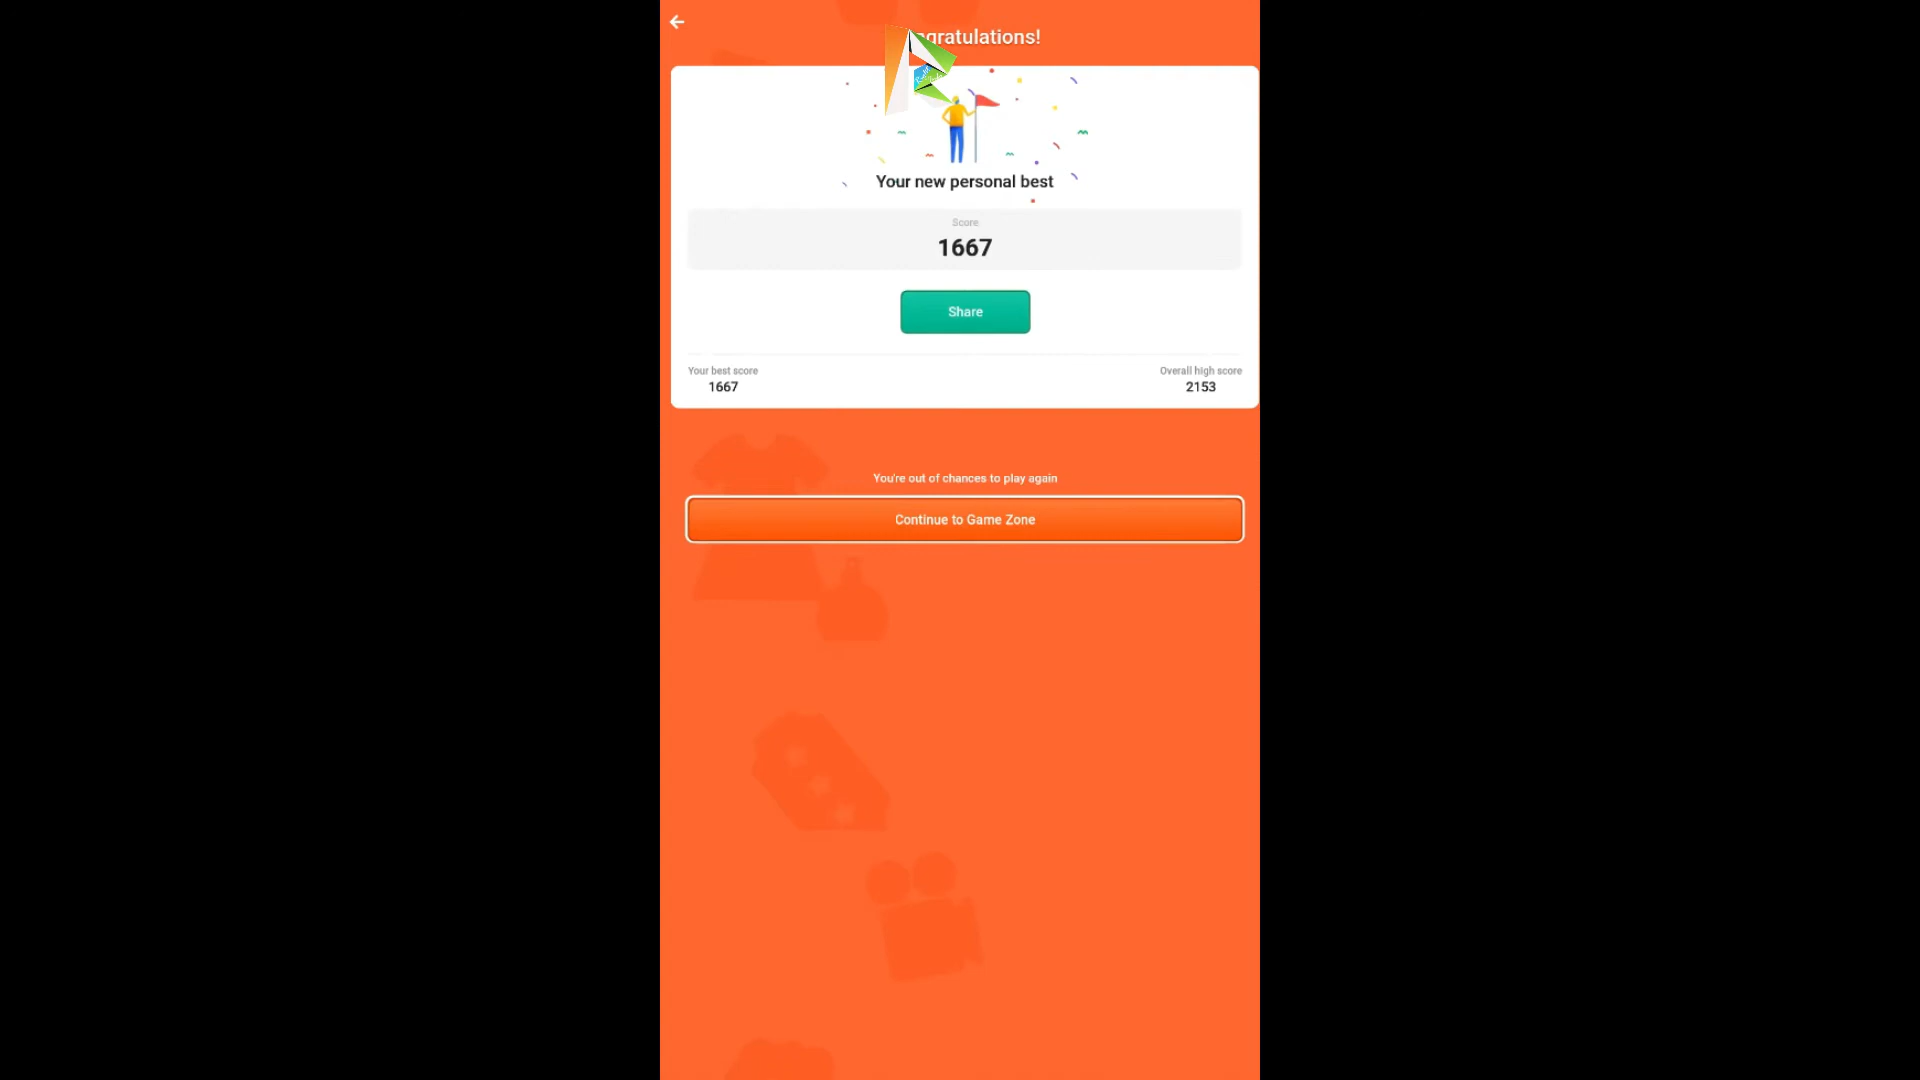 ngratulations!
Your new personal best
Score
1667
Share
Your best score
1667
Overall high score
2153
You're out of chances to play again
Continue to Game Zone